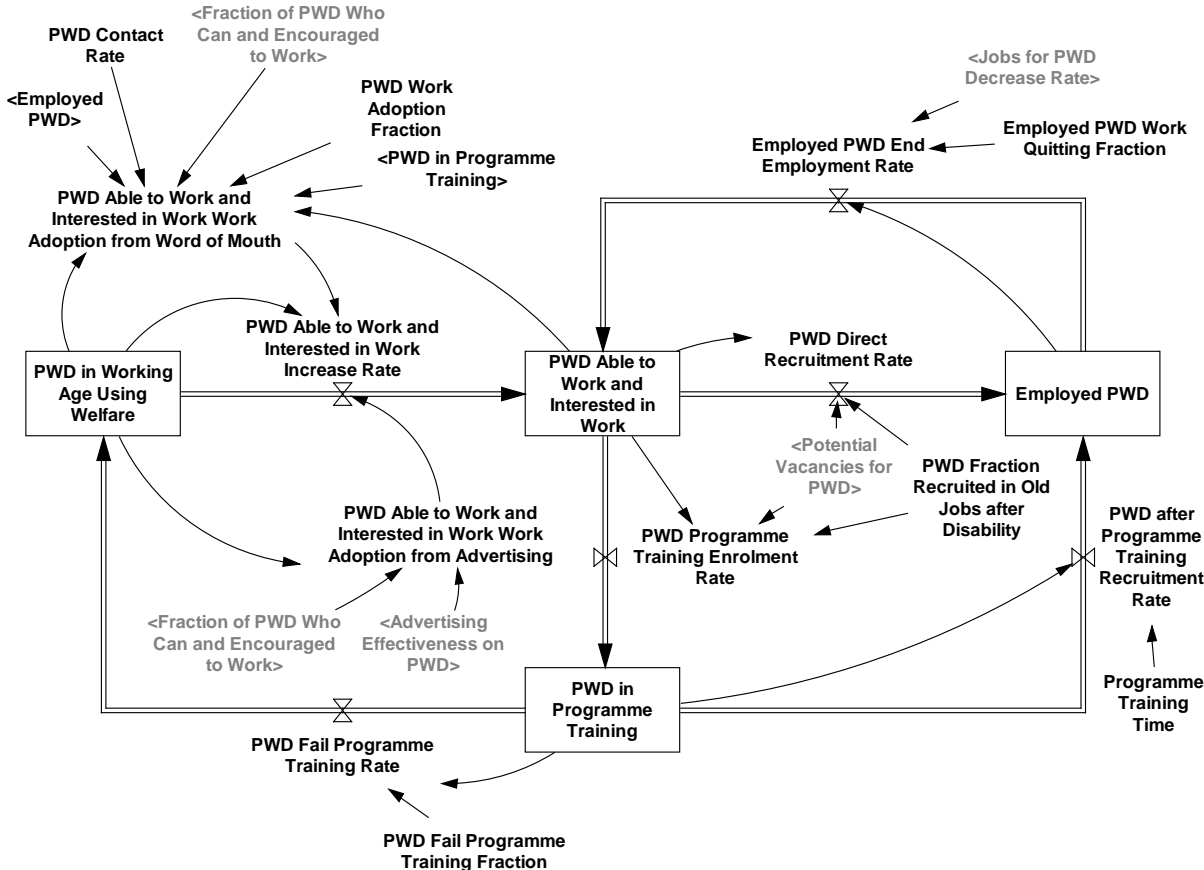 <Fraction of PWD Who
Can and Encouraged
to Work>
PWD Contact
Rate
<Jobs for PWD
Decrease Rate>
<Employed
PWD>
PWD Work
Adoption
Fraction
Employed PWD End
Employment Rate
Employed PWD Work
Quitting Fraction
<PWD in Programme
Training>
PWD Able to Work and
Interested in Work Work
Adoption from Word of Mouth
PWD Able to Work and
Interested in Work
Increase Rate
PWD Direct
Recruitment Rate
PWD in Working
Age Using
Welfare
PWD Able to
Work and
Interested in
Work
Employed PWD
<Potential
Vacancies for
PWD>
PWD Fraction
Recruited in Old
Jobs after
Disability
PWD Able to Work and
Interested in Work Work
Adoption from Advertising
PWD Programme
Training Enrolment
Rate
PWD after
Programme
Training
Recruitment
Rate
<Fraction of PWD Who
Can and Encouraged
to Work>
<Advertising
Effectiveness on
PWD>
PWD in
Programme
Training
Programme
Training
Time
PWD Fail Programme
Training Rate
PWD Fail Programme
Training Fraction